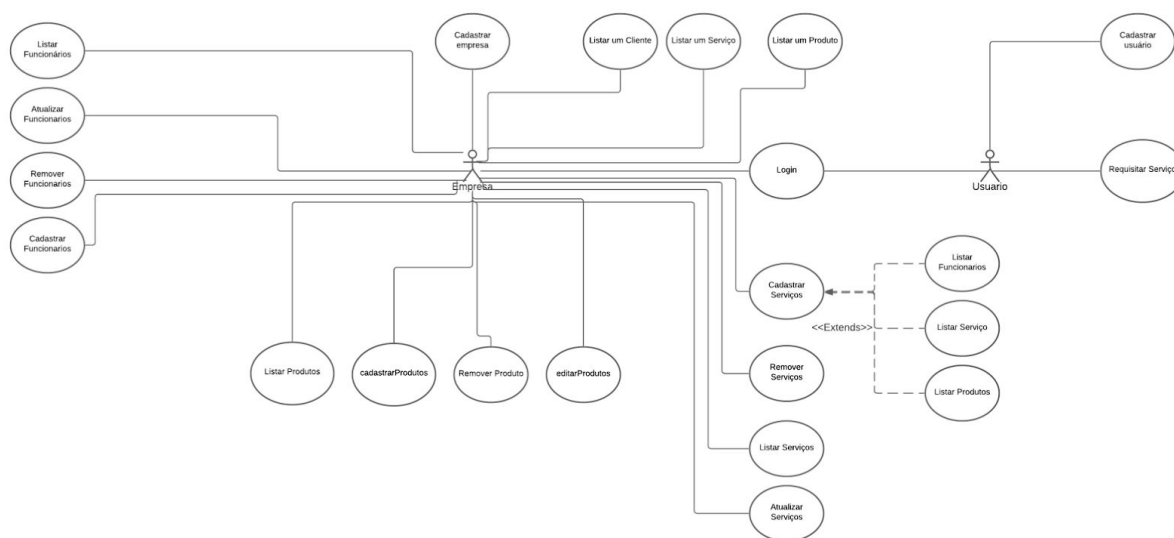 Cadastrar
empresa
Listar um Cliente
Listar um Serviço
Listar um Produto
Cadastrar
usuário
Listar
Funcionários
Atualizar
Funcionarios
Remover
Funcionarios
Cadastrar
Funcionarios
Empresa
Login
Usuario
Requisitar Serviço
Cadastrar
Serviços
<<Extends>>
Listar
Funcionarios
Listar Serviço
Listar Produtos
Listar Produtos
cadastrarProdutos
Remover Produto
editarProdutos
Remover
Serviços
Listar Serviços
Atualizar
Serviços